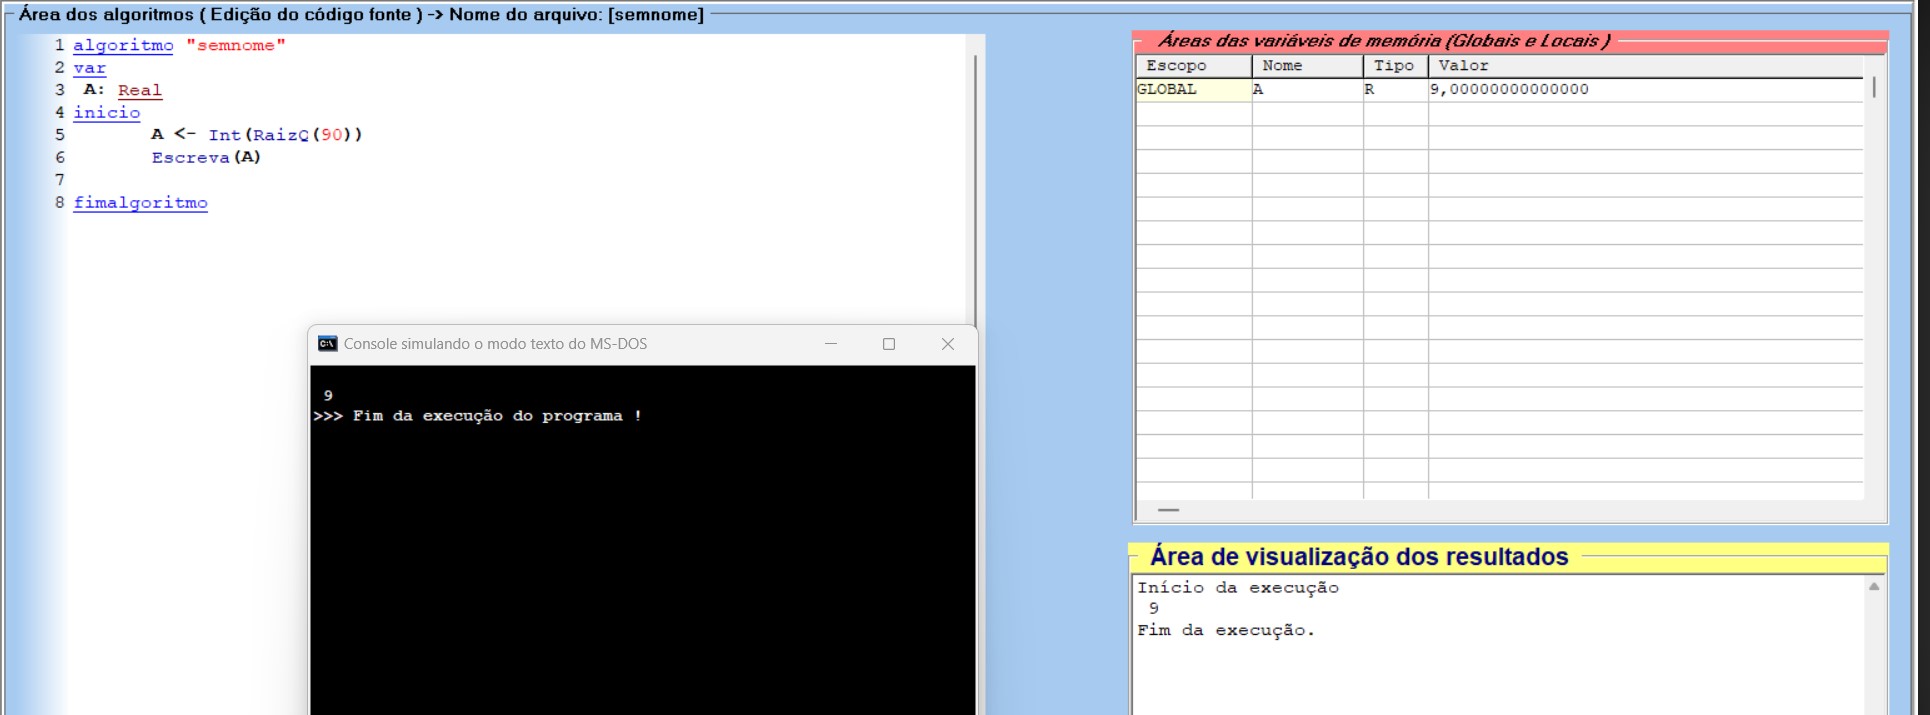 Área dos algoritmos ( Edição do código fonte ) -> Nome do arquivo: [semnome]
1 algoritmo "semnome"
2 var
3 A: Real
4 inicio
5 A <- Int(RaizQ(90))
6 Escreva(A)
7
8 fimalgoritmo
Console simulando o modo texto do MS-DOS
9
>>> Fim da execução do programa !
Áreas das variáveis de memória (Globais e Locais )
Escopo Nome Tipo Valor
GLOBAL A R 9,00000000000000
Área de visualização dos resultados
Início da execução
9
Fim da execução.